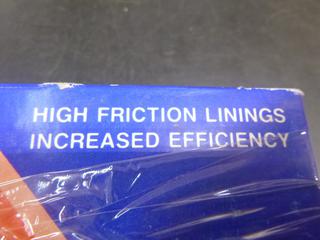 HIGH FRICTION LININGS
INCREASED EFFICIENCY